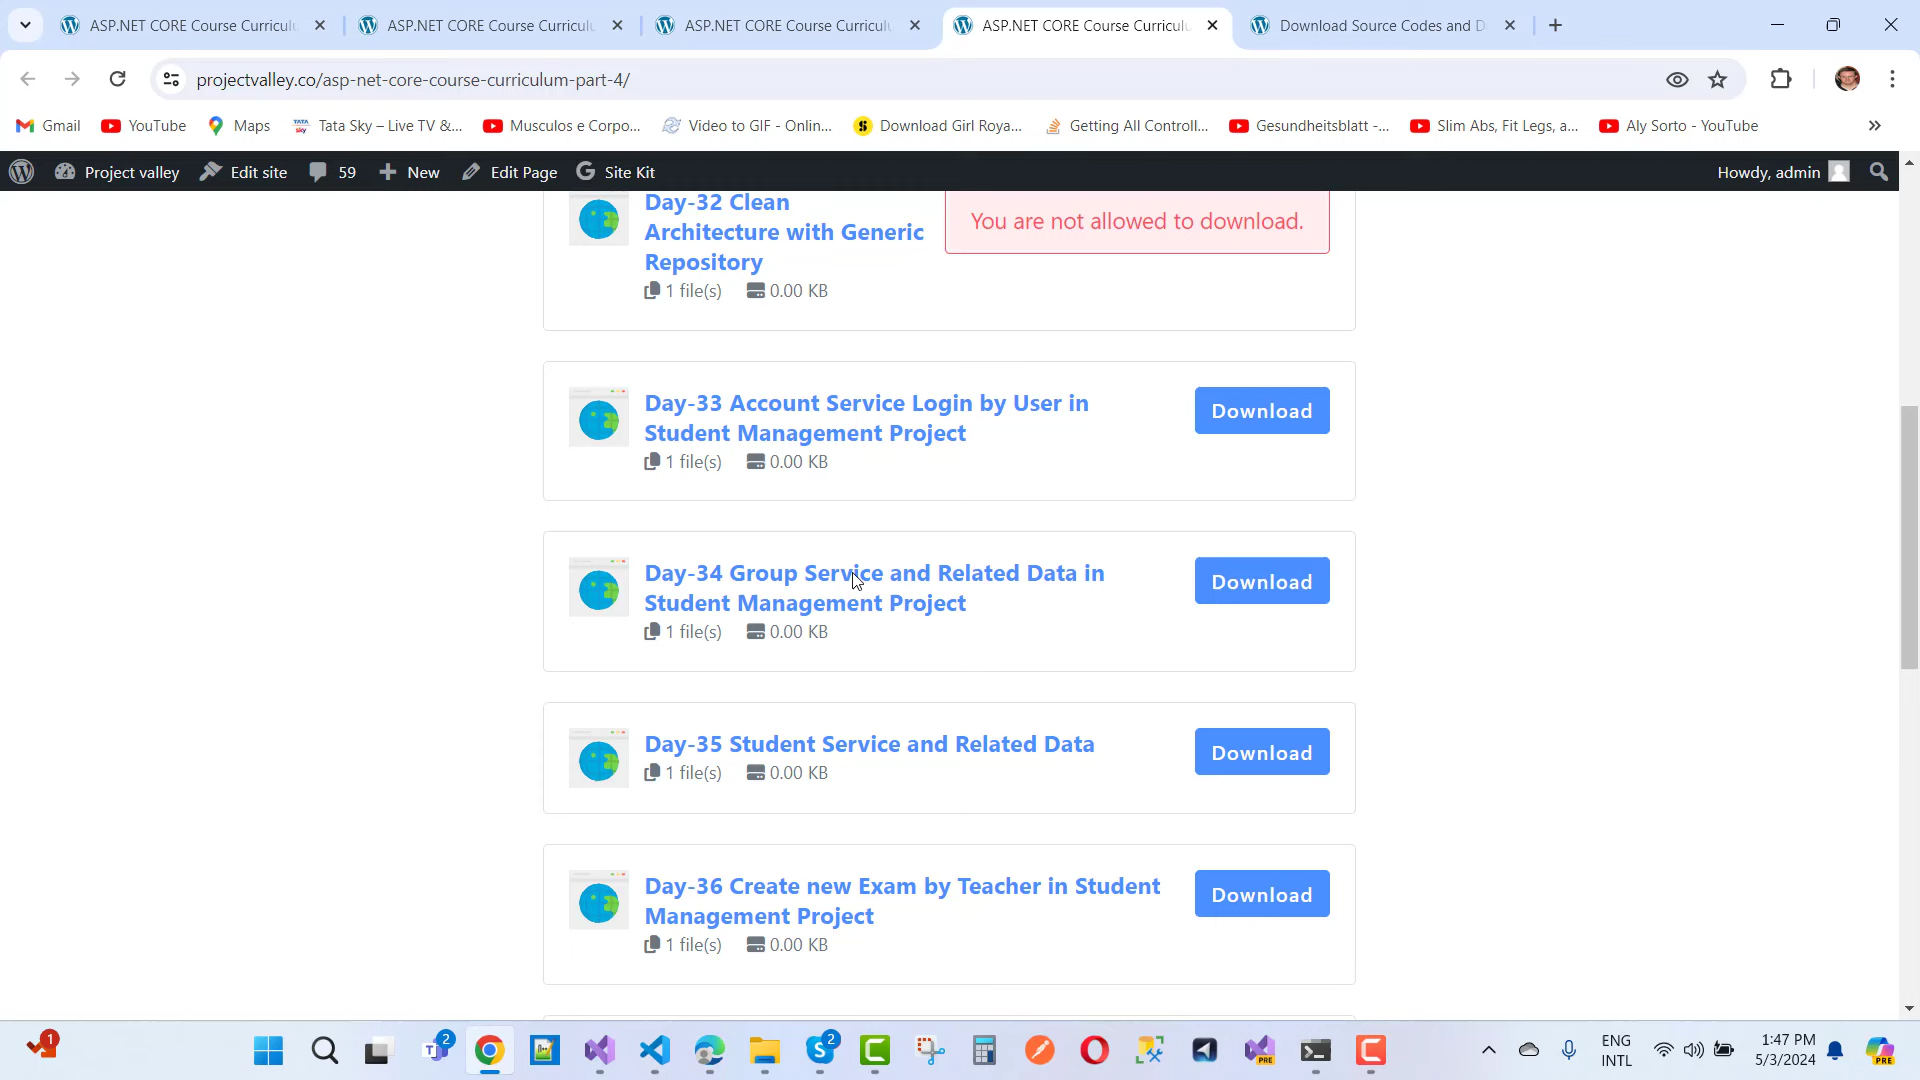 ASP.NET CORE Course Curricul
ASP.NET CORE Course Curricul
ASP.NET CORE Course Curricul
ASP.NET CORE Course Curricul
Download Source Codes and D
projectvalley.co/asp-net-core-course-curriculum-part-4/
Gmail
YouTube
Maps
TATA sky
Tata Sky – Live TV &...
Musculos e Corpo...
Video to GIF - Onlin...
Download Girl Roya...
Getting All Controll...
Gesundheitsblatt -...
Slim Abs, Fit Legs, a...
Aly Sorto - YouTube
Project valley
Edit site
59
New
Edit Page
Site Kit
Howdy, admin
Day-32 Clean
Architecture with Generic
Repository
1 file(s) 0.00 KB
You are not allowed to download.
Day-33 Account Service Login by User in
Student Management Project
1 file(s) 0.00 KB
Download
Day-34 Group Service and Related Data in
Student Management Project
1 file(s) 0.00 KB
Download
Day-35 Student Service and Related Data
1 file(s) 0.00 KB
Download
Day-36 Create new Exam by Teacher in Student
Management Project
1 file(s) 0.00 KB
Download
1
2
2
PRE
ENG
INTL
1:47 PM
5/3/2024
PRE